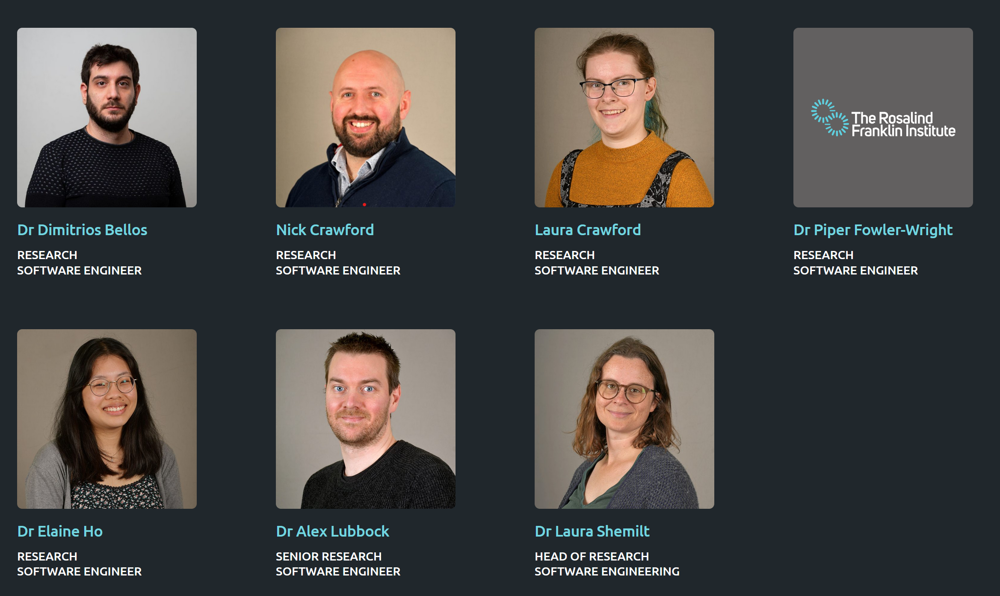 The Rosalind
Franklin Institute
Dr Dimitrios Bellos
RESEARCH
SOFTWARE ENGINEER
Nick Crawford
RESEARCH
SOFTWARE ENGINEER
Laura Crawford
RESEARCH
SOFTWARE ENGINEER
Dr Piper Fowler-Wright
RESEARCH
SOFTWARE ENGINEER
Dr Elaine Ho
RESEARCH
SOFTWARE ENGINEER
Dr Alex Lubbock
SENIOR RESEARCH
SOFTWARE ENGINEER
Dr Laura Shemilt
HEAD OF RESEARCH
SOFTWARE ENGINEERING